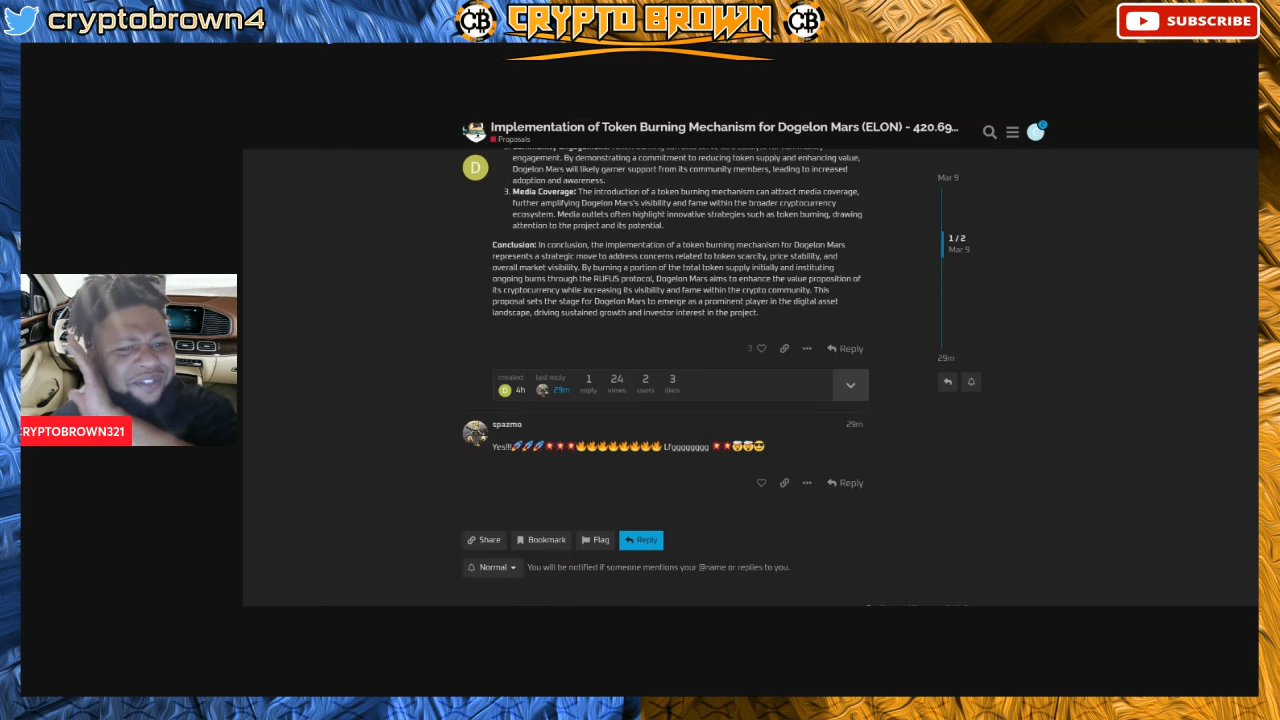 cryptobrown4
CB CRYPTO BROWN CB
SUBSCRIBE
Implementation of Token Burning Mechanism for Dogelon Mars (ELON) - 420.69...
Proposals
D
engagement. By demonstrating a commitment to reducing token supply and enhancing value,
Dogelon Mars will likely garner support from its community members, leading to increased
adoption and awareness.
3. Media Coverage: The introduction of a token burning mechanism can attract media coverage,
further amplifying Dogelon Mars's visibility and fame within the broader cryptocurrency
ecosystem. Media outlets often highlight innovative strategies such as token burning, drawing
attention to the project and its potential.
Conclusion: In conclusion, the implementation of a token burning mechanism for Dogelon Mars
represents a strategic move to address concerns related to token scarcity, price stability, and
overall market visibility. By burning a portion of the total token supply initially and instituting
ongoing burns through the RUFUS protocol, Dogelon Mars aims to enhance the value proposition of
its cryptocurrency while increasing its visibility and fame within the crypto community. This
proposal sets the stage for Dogelon Mars to emerge as a prominent player in the digital asset
landscape, driving sustained growth and investor interest in the project.
3 Reply
created last reply 1 24 2 3
D 4h 29m reply views users likes
spazmo 29m
Yes!!!🚀🚀🚀💥💥💥🔥🔥🔥🔥🔥🔥🔥🔥 Lfgggggggg 💥💥🤯🤯😎
Reply
Share Bookmark Flag Reply
Normal You will be notified if someone mentions your @name or replies to you.
Mar 9
1 / 2
Mar 9
29m
RYPTOBROWN321